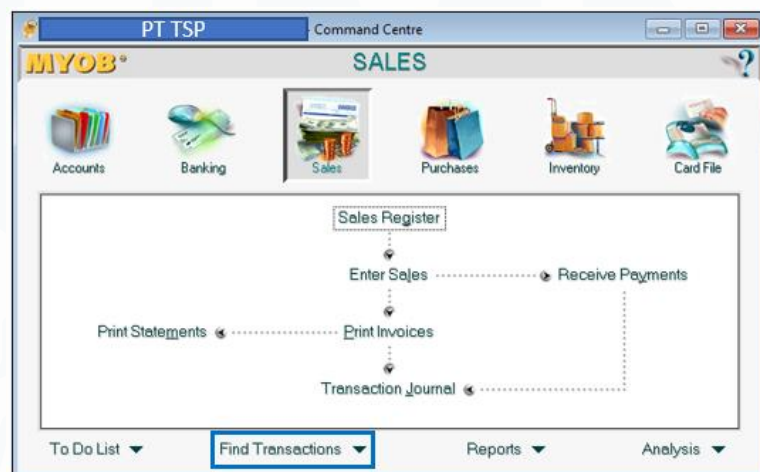 PT TSP - Command Centre
MYOB® SALES ?
Accounts Banking Sales Purchases Inventory Card File
Sales Register
Enter Sales Receive Payments
Print Statements Print Invoices
Transaction Journal
To Do List Find Transactions Reports Analysis